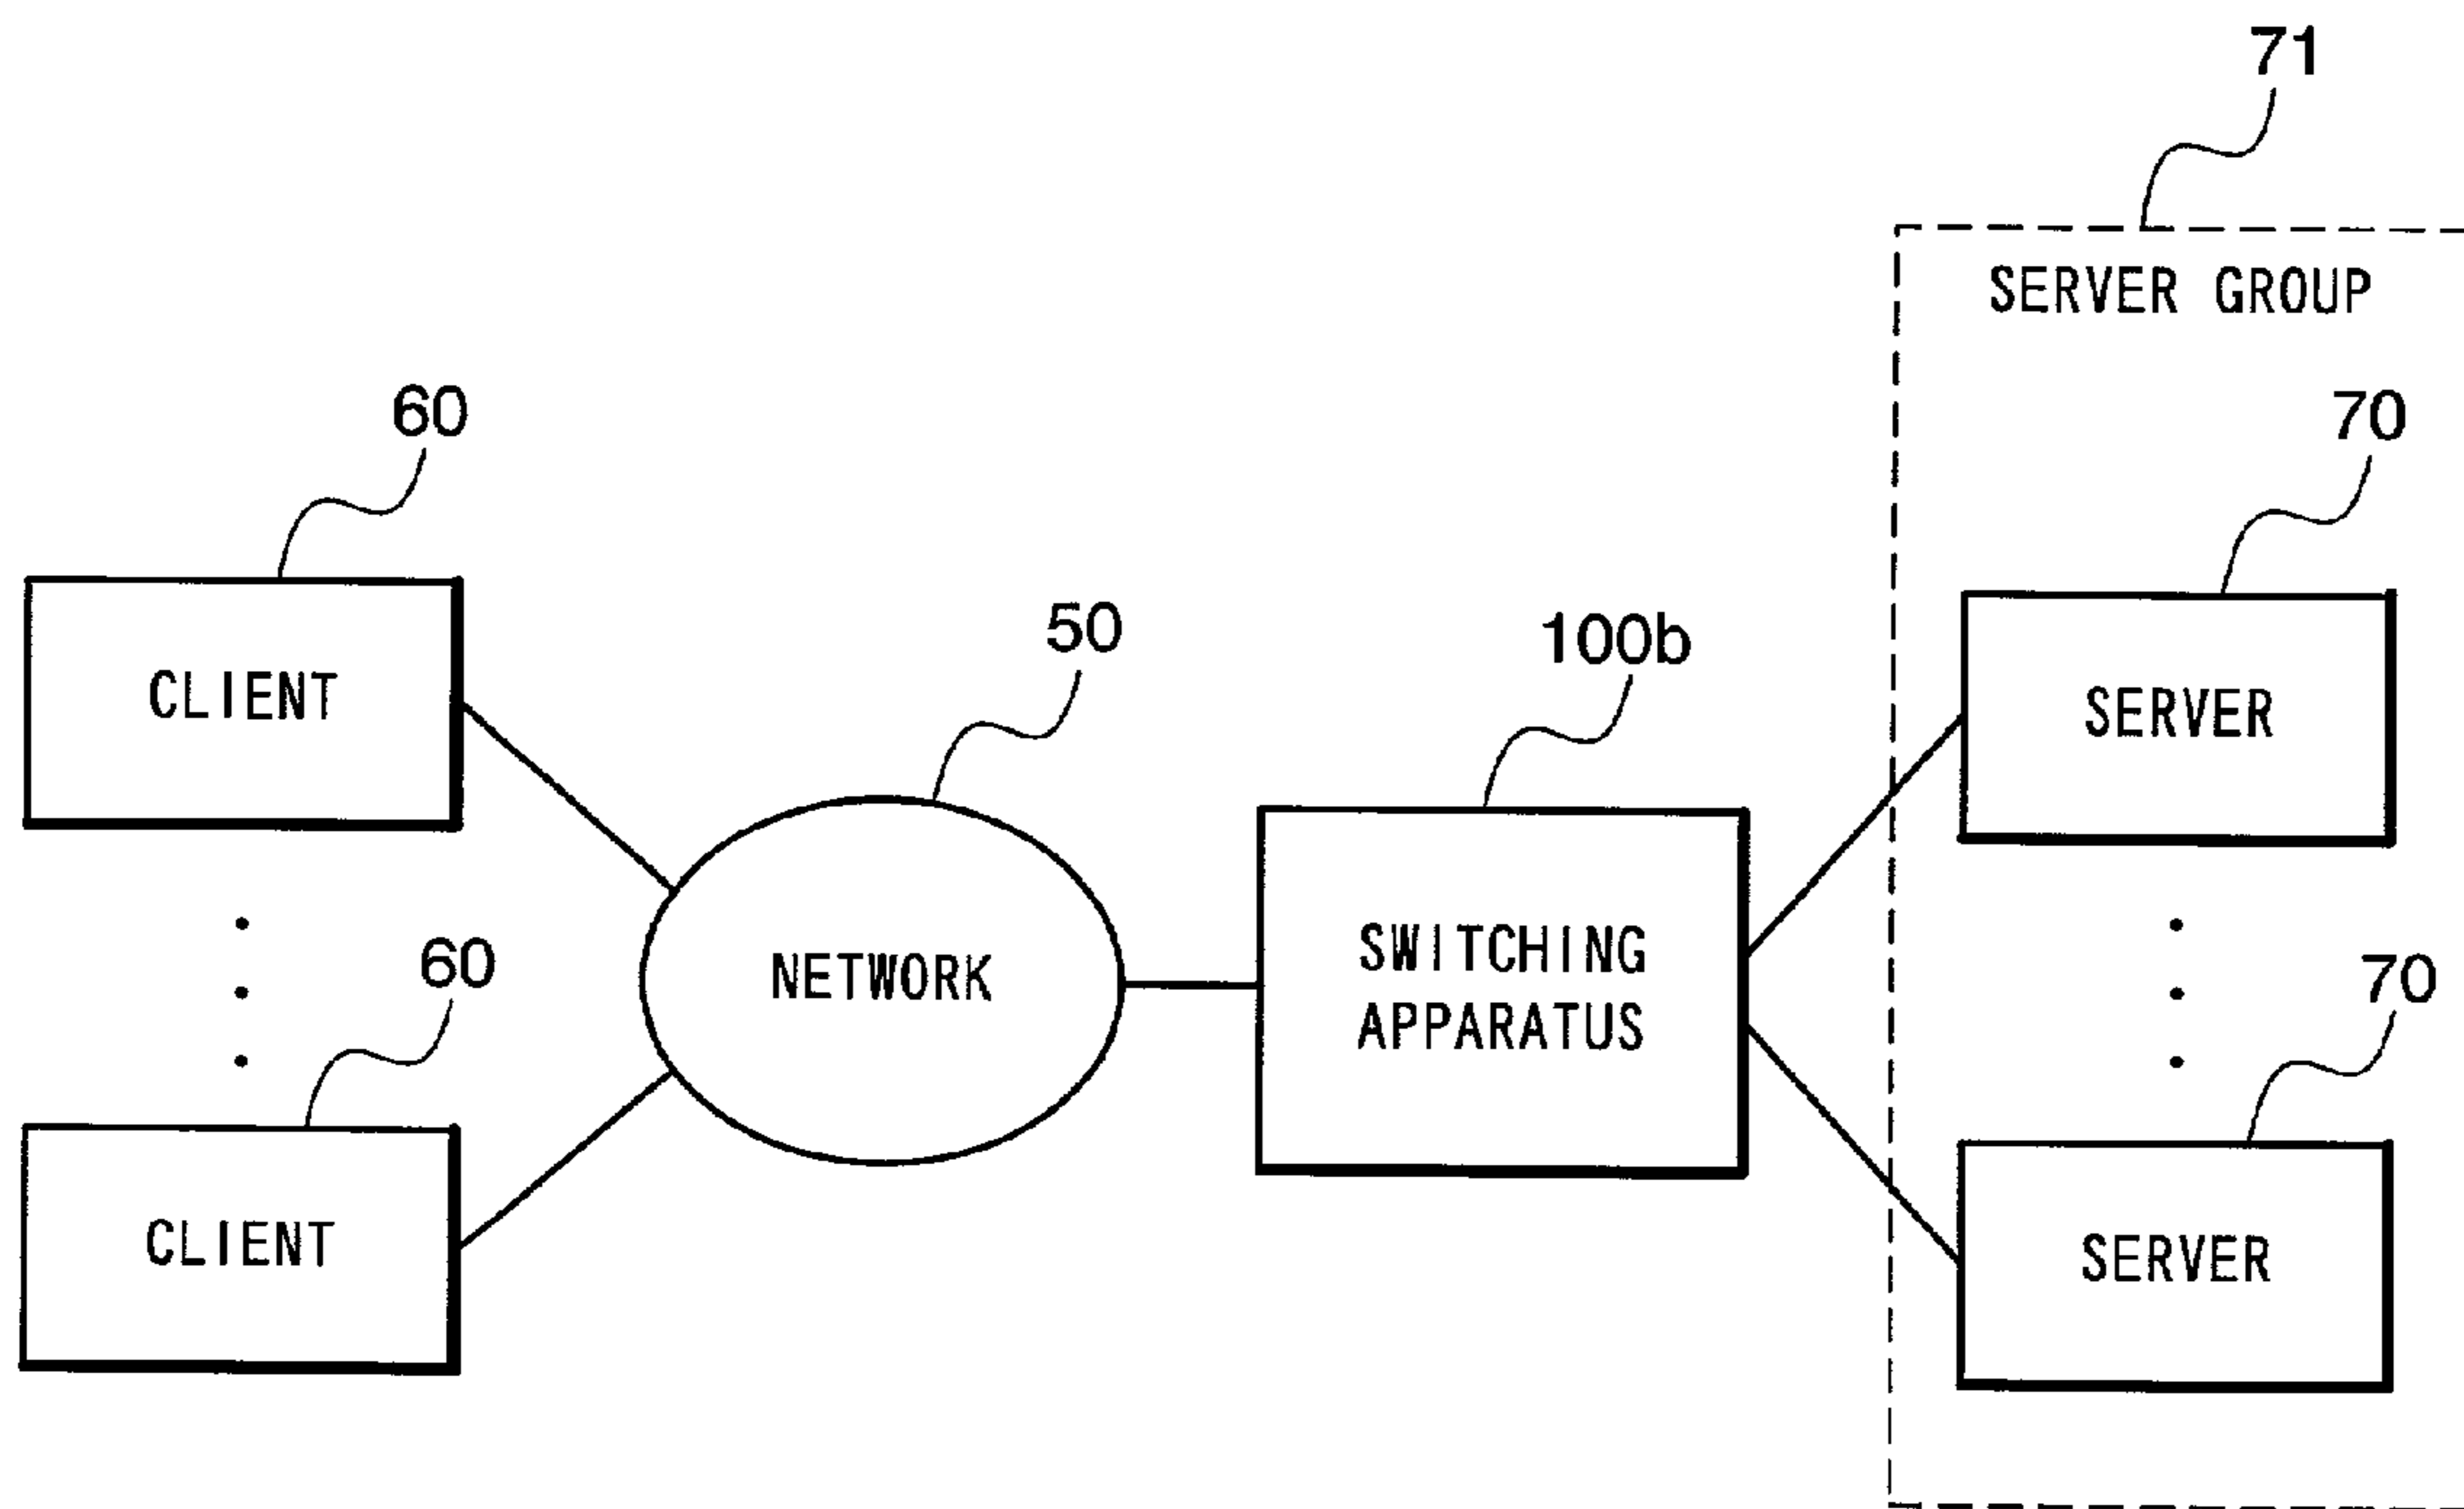 71
SERVER GROUP
60
70
50
100b
CLIENT
SERVER
60
NETWORK
SWITCHING
APPARATUS
70
CLIENT
SERVER